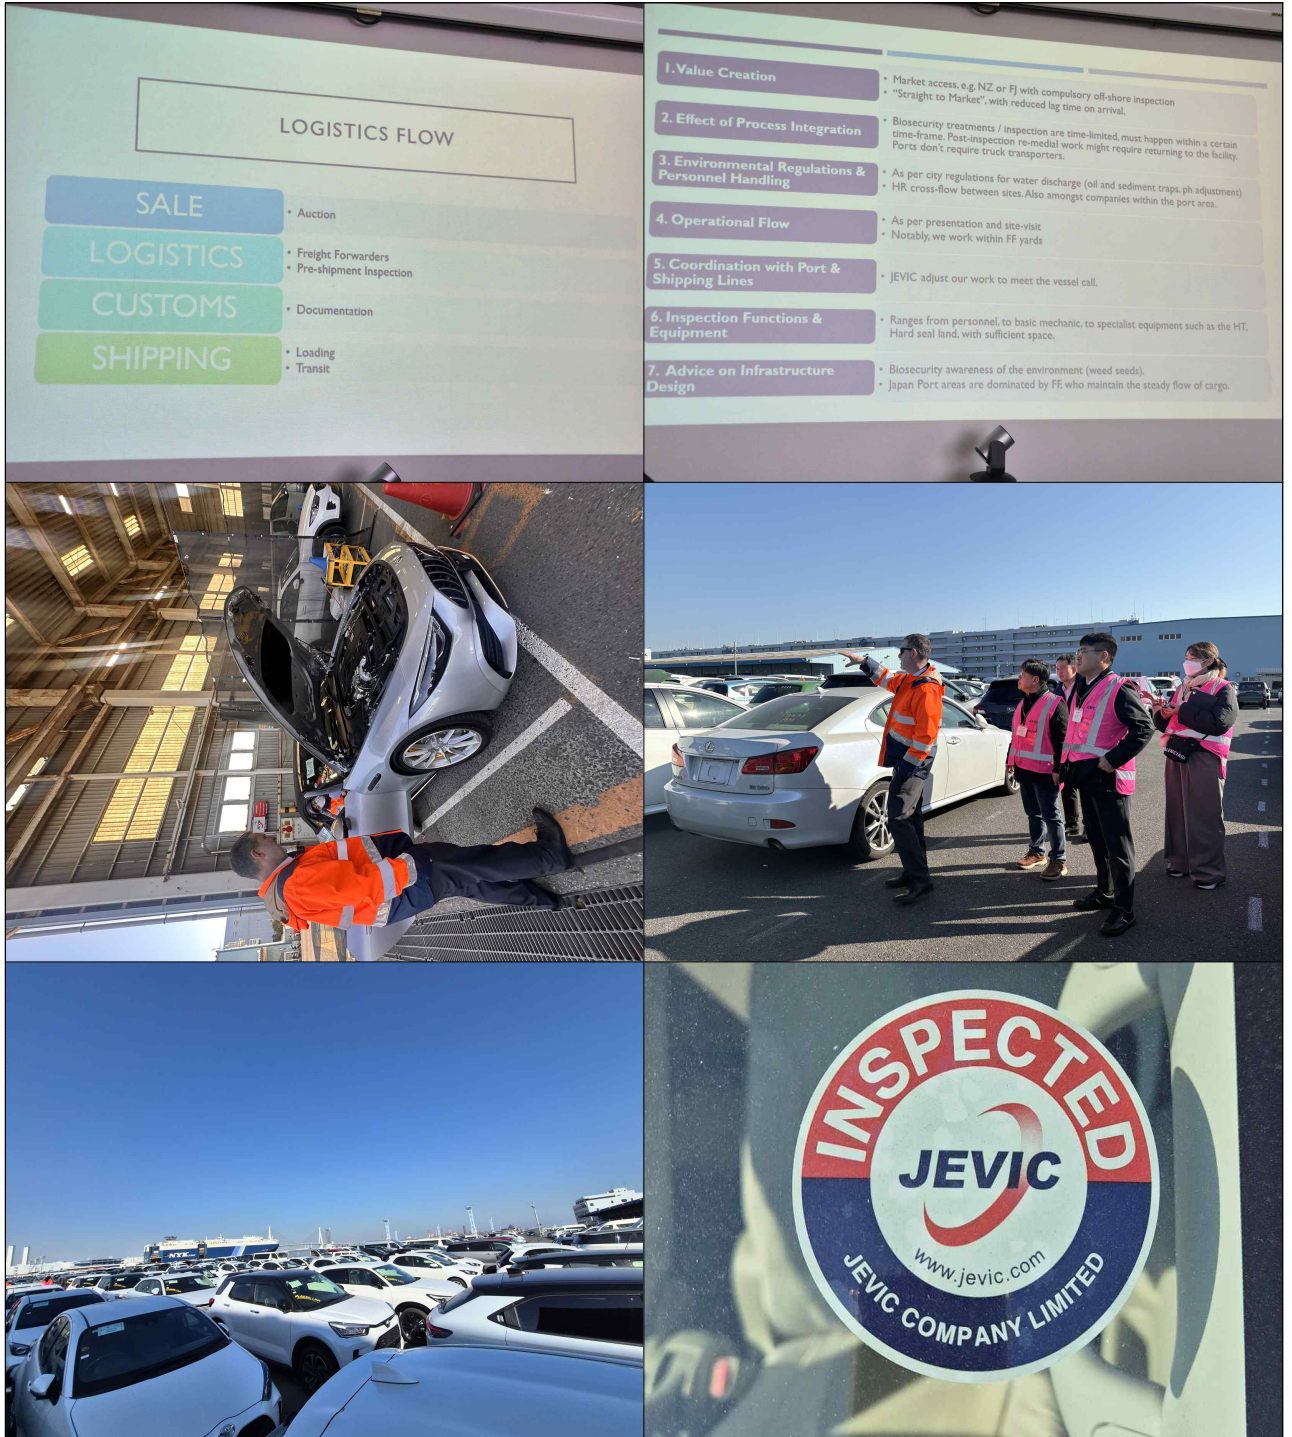 LOGISTICS FLOW
SALE
• Auction
LOGISTICS
• Freight Forwarders
• Pre-shipment Inspection
CUSTOMS
• Documentation
SHIPPING
• Loading
• Transit
1. Value Creation
• Market access, e.g. NZ or FJ with compulsory off-shore inspection
• "Straight to Market", with reduced lag time on arrival.
2. Effect of Process Integration
• Biosecurity treatments / inspection are time-limited, must happen within a certain
time-frame. Post-inspection re-medial work might require returning to the facility.
Ports don't require truck transporters.
3. Environmental Regulations &
Personnel Handling
• As per city regulations for water discharge (oil and sediment traps, ph adjustment)
• HR cross-flow between sites. Also amongst companies within the port area.
4. Operational Flow
• As per presentation and site-visit
• Notably, we work within FF yards
5. Coordination with Port &
Shipping Lines
• JEVIC adjust our work to meet the vessel call.
6. Inspection Functions &
Equipment
• Ranges from personnel, to basic mechanic, to specialist equipment such as the HT.
Hard seal land, with sufficient space.
7. Advice on Infrastructure
Design
• Biosecurity awareness of the environment (weed seeds).
• Japan Port areas are dominated by FF, who maintain the steady flow of cargo.
NYK
INSPECTED
JEVIC
www.jevic.com
JEVIC COMPANY LIMITED